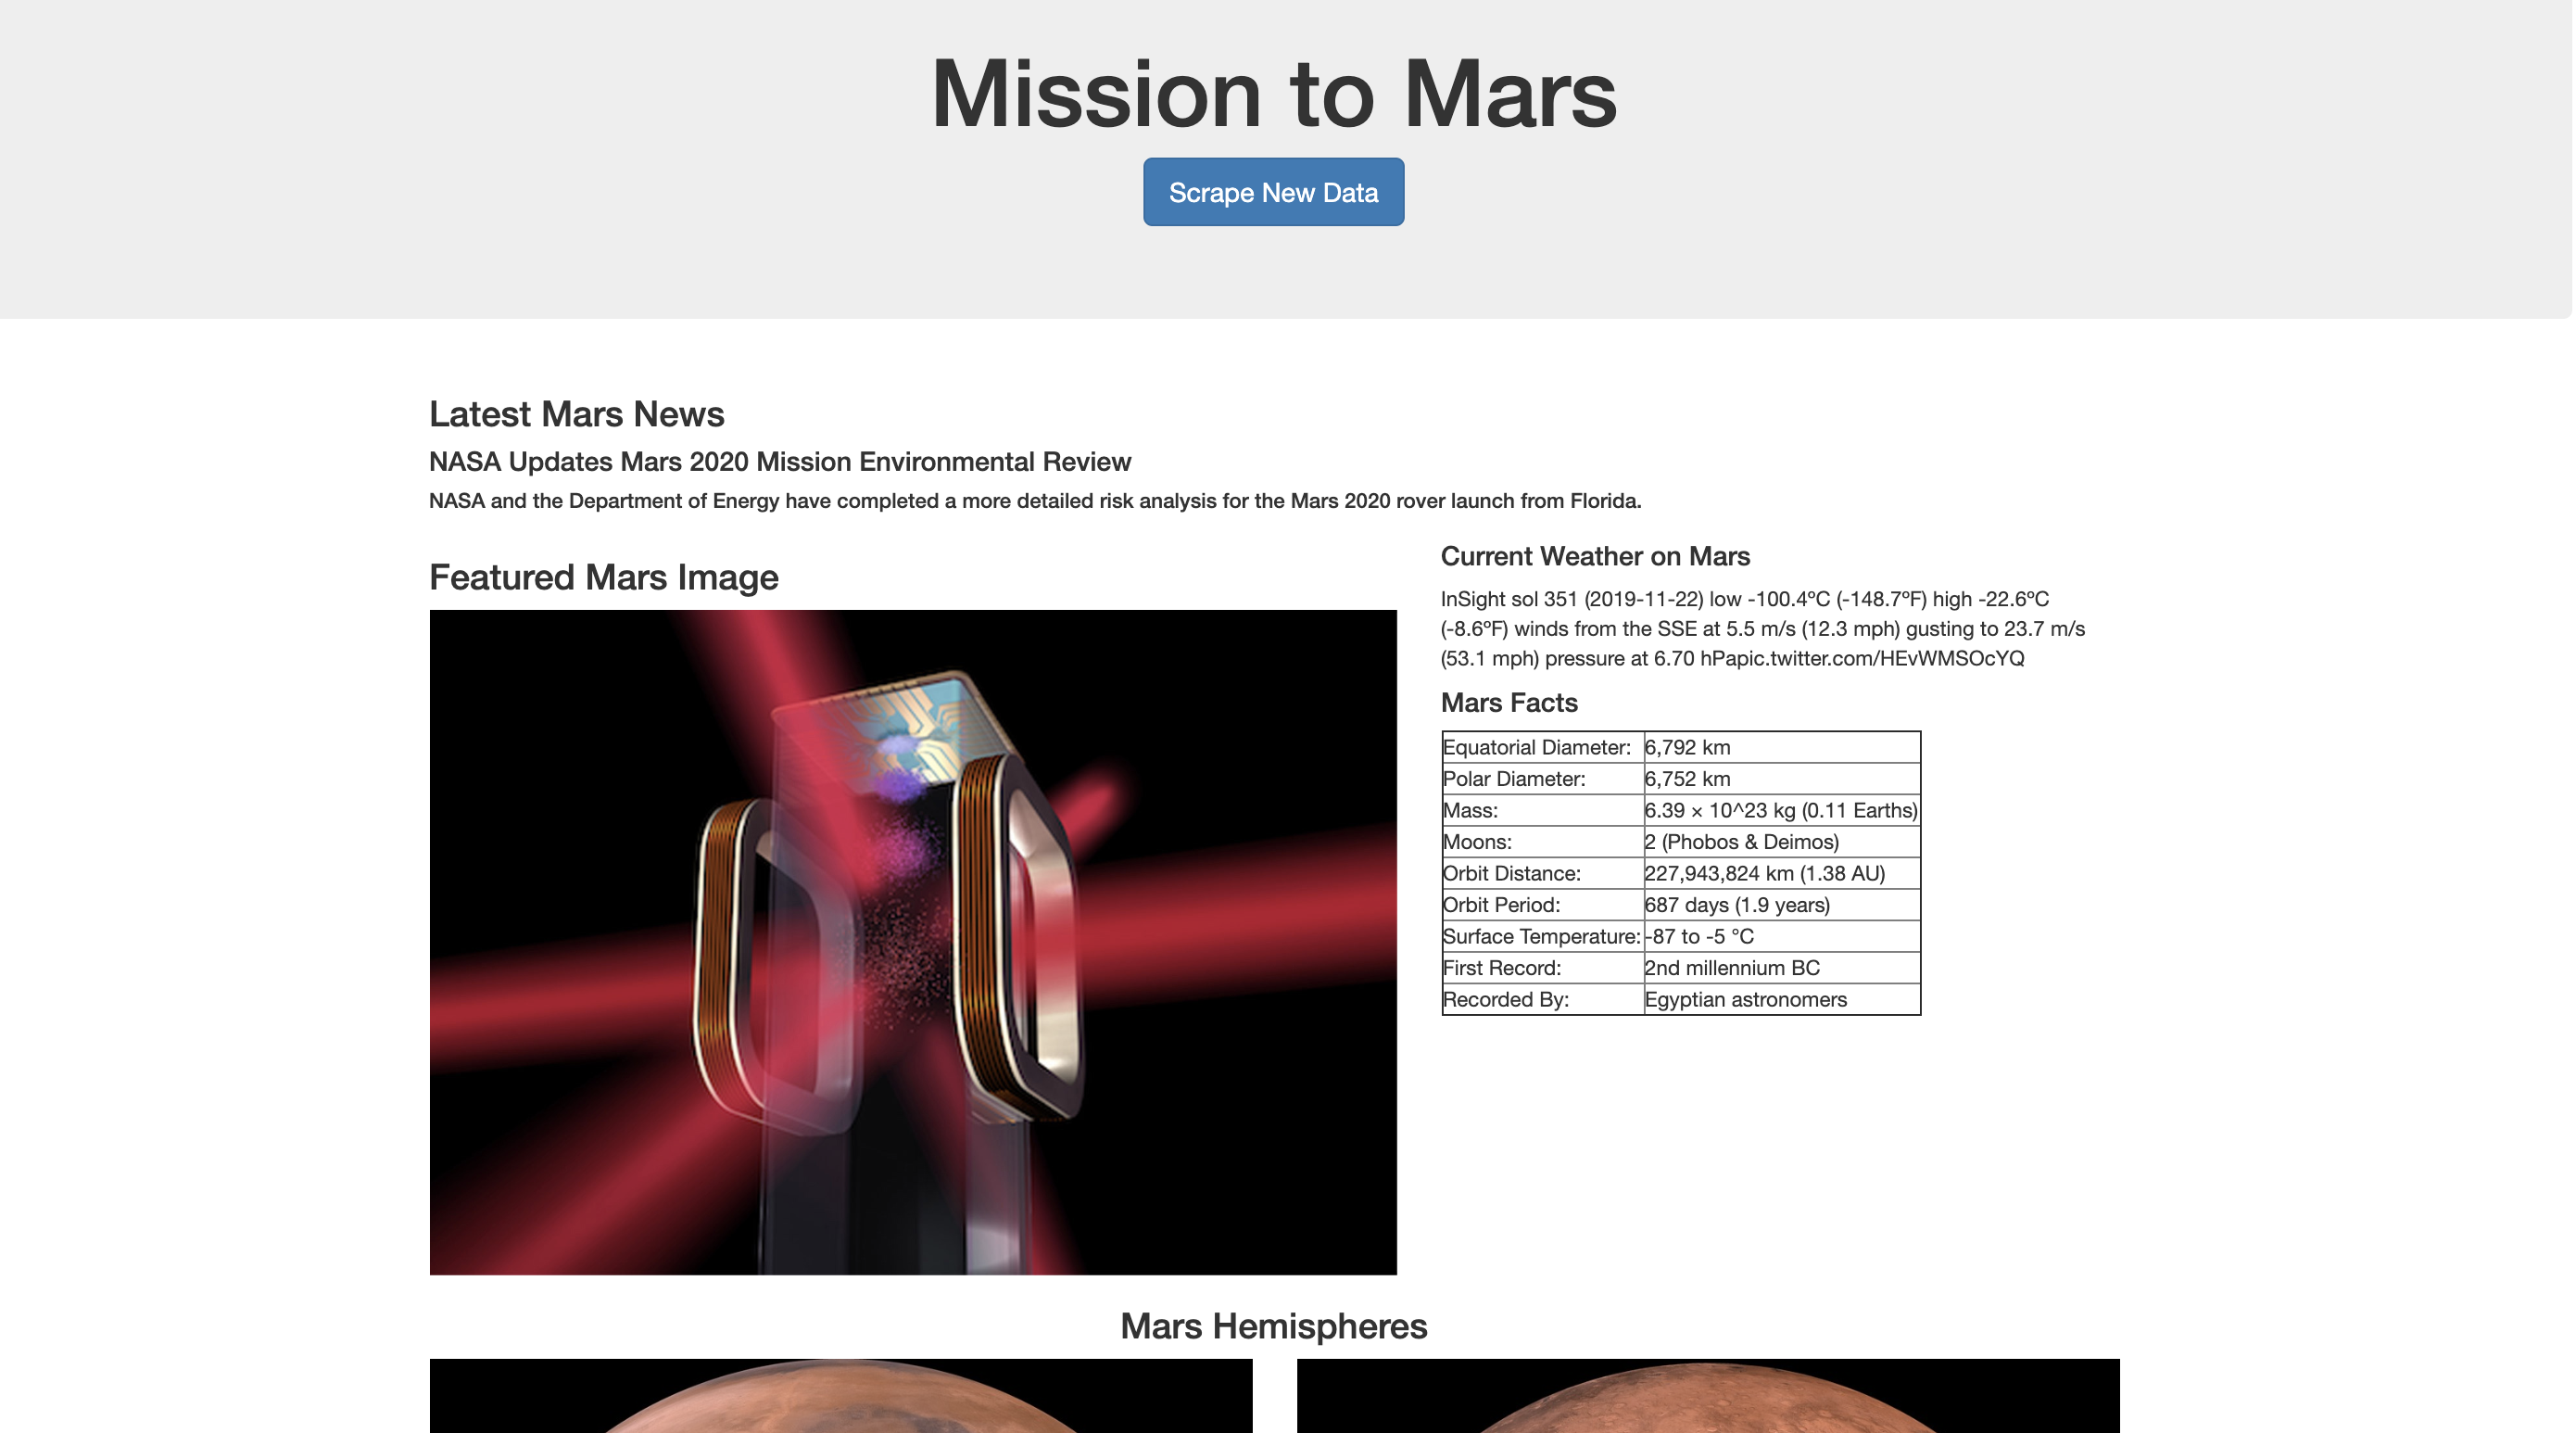 Mission to Mars
Scrape New Data
Latest Mars News
NASA Updates Mars 2020 Mission Environmental Review
NASA and the Department of Energy have completed a more detailed risk analysis for the Mars 2020 rover launch from Florida.
Featured Mars Image
Current Weather on Mars
InSight sol 351 (2019-11-22) low -100.4ºC (-148.7ºF) high -22.6ºC
(-8.6ºF) winds from the SSE at 5.5 m/s (12.3 mph) gusting to 23.7 m/s
(53.1 mph) pressure at 6.70 hPapic.twitter.com/HEvWMSOcYQ
Mars Facts
Equatorial Diameter: 6,792 km
Polar Diameter: 6,752 km
Mass: 6.39 × 10^23 kg (0.11 Earths)
Moons: 2 (Phobos & Deimos)
Orbit Distance: 227,943,824 km (1.38 AU)
Orbit Period: 687 days (1.9 years)
Surface Temperature: -87 to -5 °C
First Record: 2nd millennium BC
Recorded By: Egyptian astronomers
Mars Hemispheres